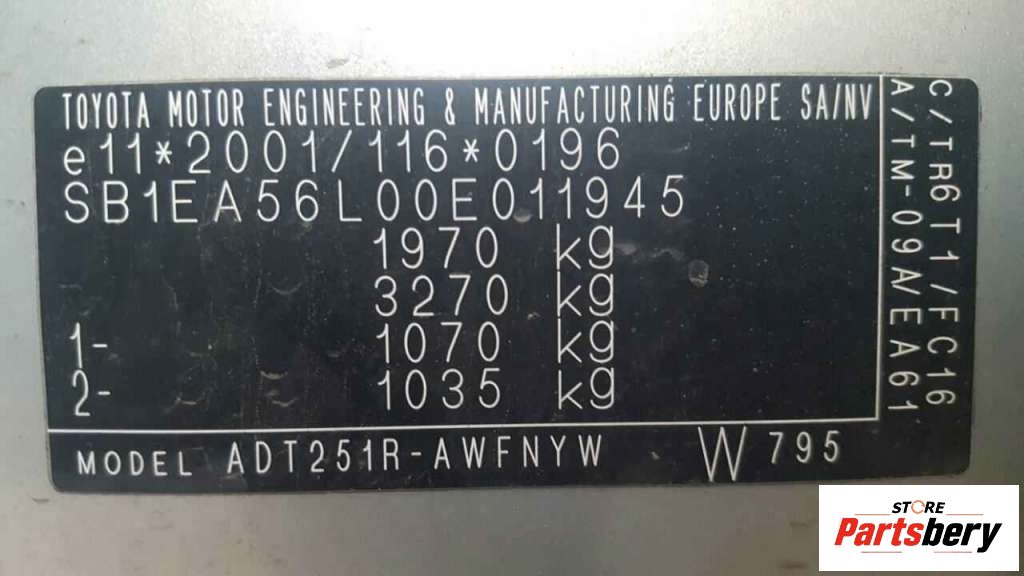 TOYOTA MOTOR ENGINEERING & MANUFACTURING EUROPE SA/NV
e11*2001/116*0196
SB1EA56L00E011945
1970 kg
3270 kg
1- 1070 kg
2- 1035 kg
MODEL ADT251R-AWFNYW W 795
C/TR6T1/FC16
A/TM-09A/EA61
STORE
Partsbery